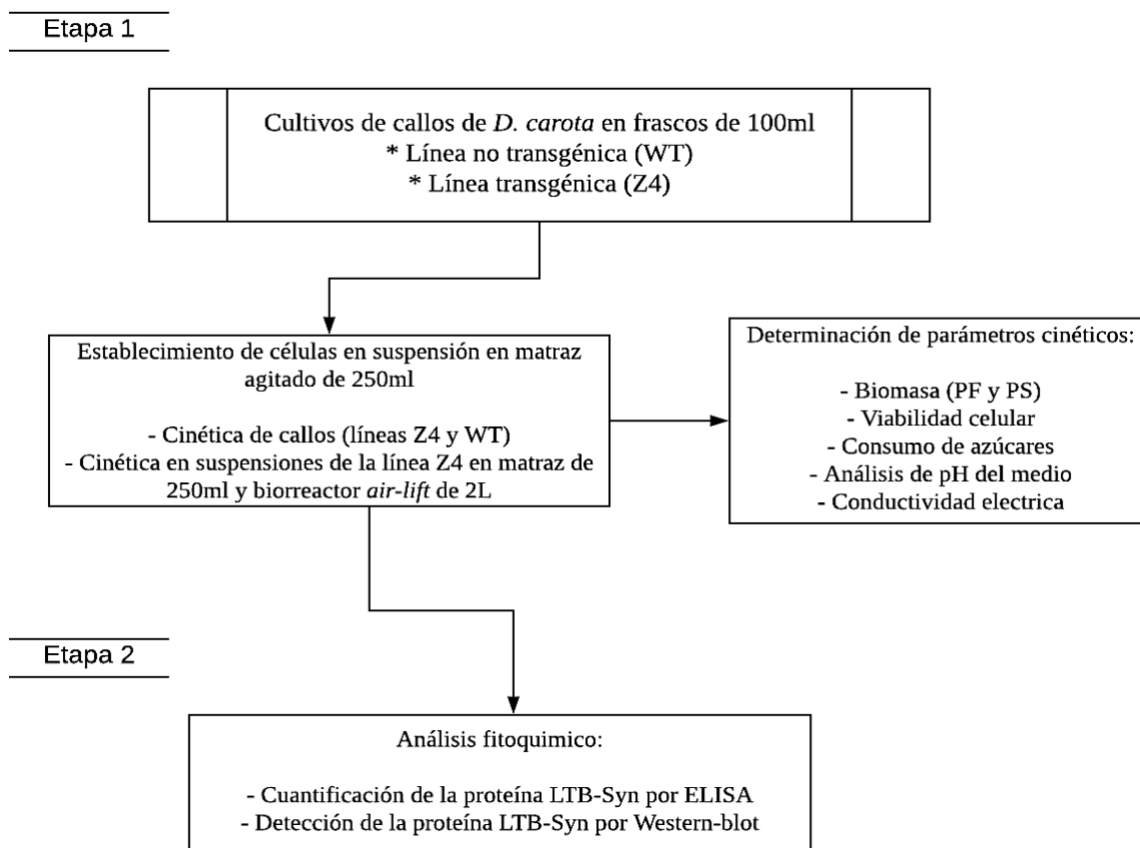 Etapa 1
Cultivos de callos de D. carota en frascos de 100ml
* Línea no transgénica (WT)
* Línea transgénica (Z4)
Establecimiento de células en suspensión en matraz
agitado de 250ml
- Cinética de callos (líneas Z4 y WT)
- Cinética en suspensiones de la línea Z4 en matraz de
250ml y biorreactor air-lift de 2L
Determinación de parámetros cinéticos:
- Biomasa (PF y PS)
- Viabilidad celular
- Consumo de azúcares
- Análisis de pH del medio
- Conductividad electrica
Etapa 2
Análisis fitoquimico:
- Cuantificación de la proteína LTB-Syn por ELISA
- Detección de la proteína LTB-Syn por Western-blot